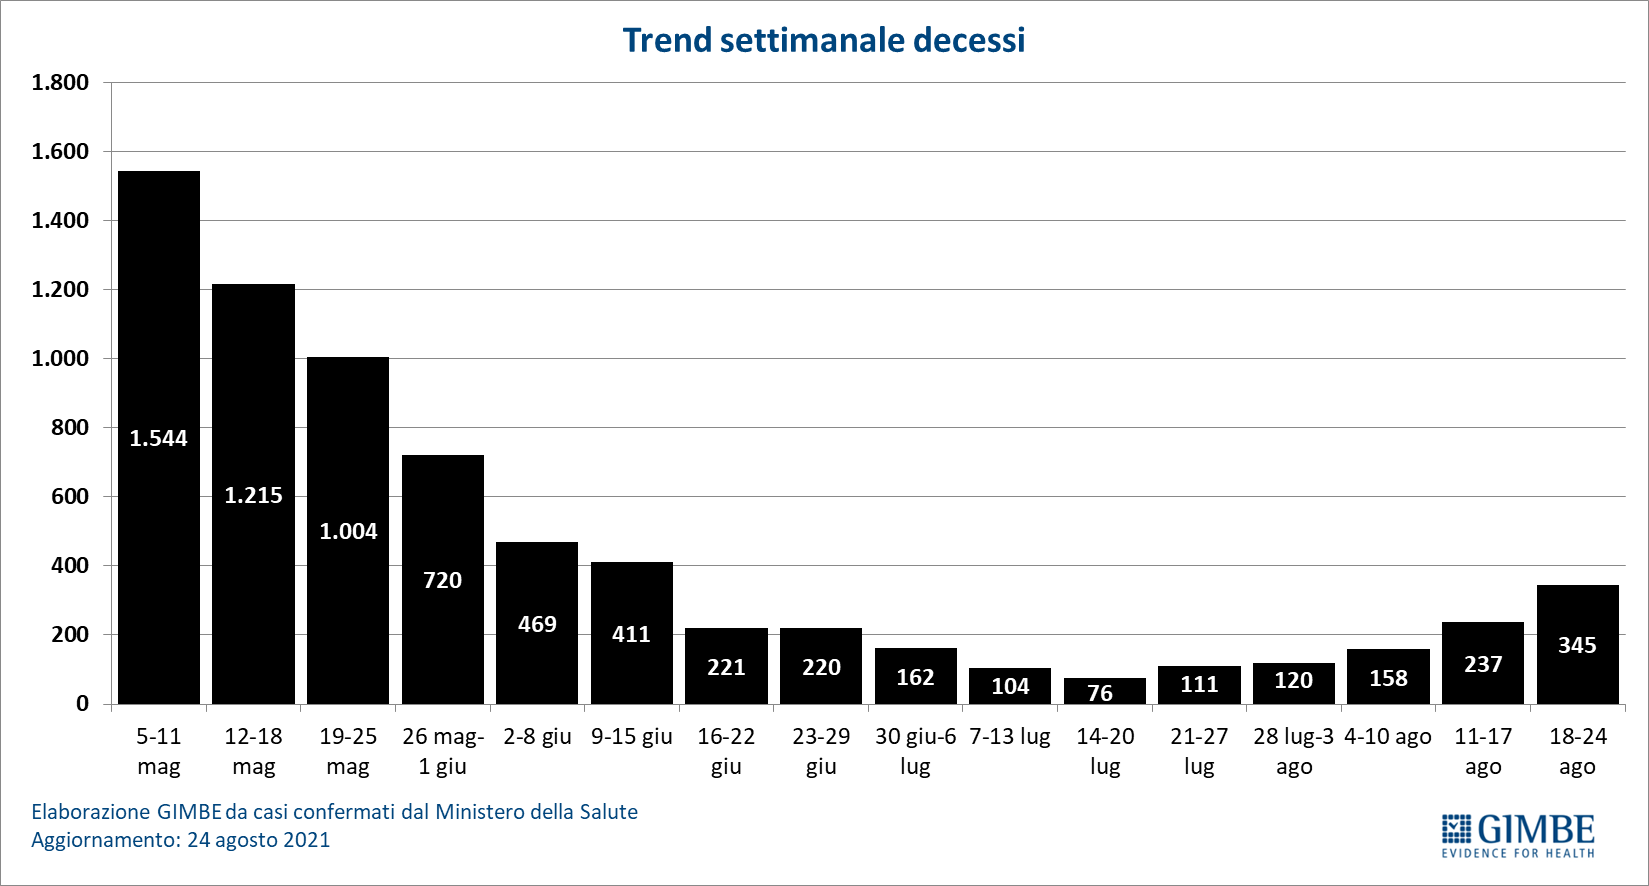 Trend settimanale decessi
1.800
1.600
1.400
1.200
1.000
800
600
400
200
0
1.544
1.215
1.004
720
469
411
221
220
162
104
76
111
120
158
237
345
5-11
mag
12-18
mag
19-25
mag
26 mag-
1 giu
2-8 giu
9-15 giu
16-22
giu
23-29
giu
30 giu-6
lug
7-13 lug
14-20
lug
21-27
lug
28 lug-3
ago
4-10 ago
11-17
ago
18-24
ago
Elaborazione GIMBE da casi confermati dal Ministero della Salute
Aggiornamento: 24 agosto 2021
GIMBE
EVIDENCE FOR HEALTH